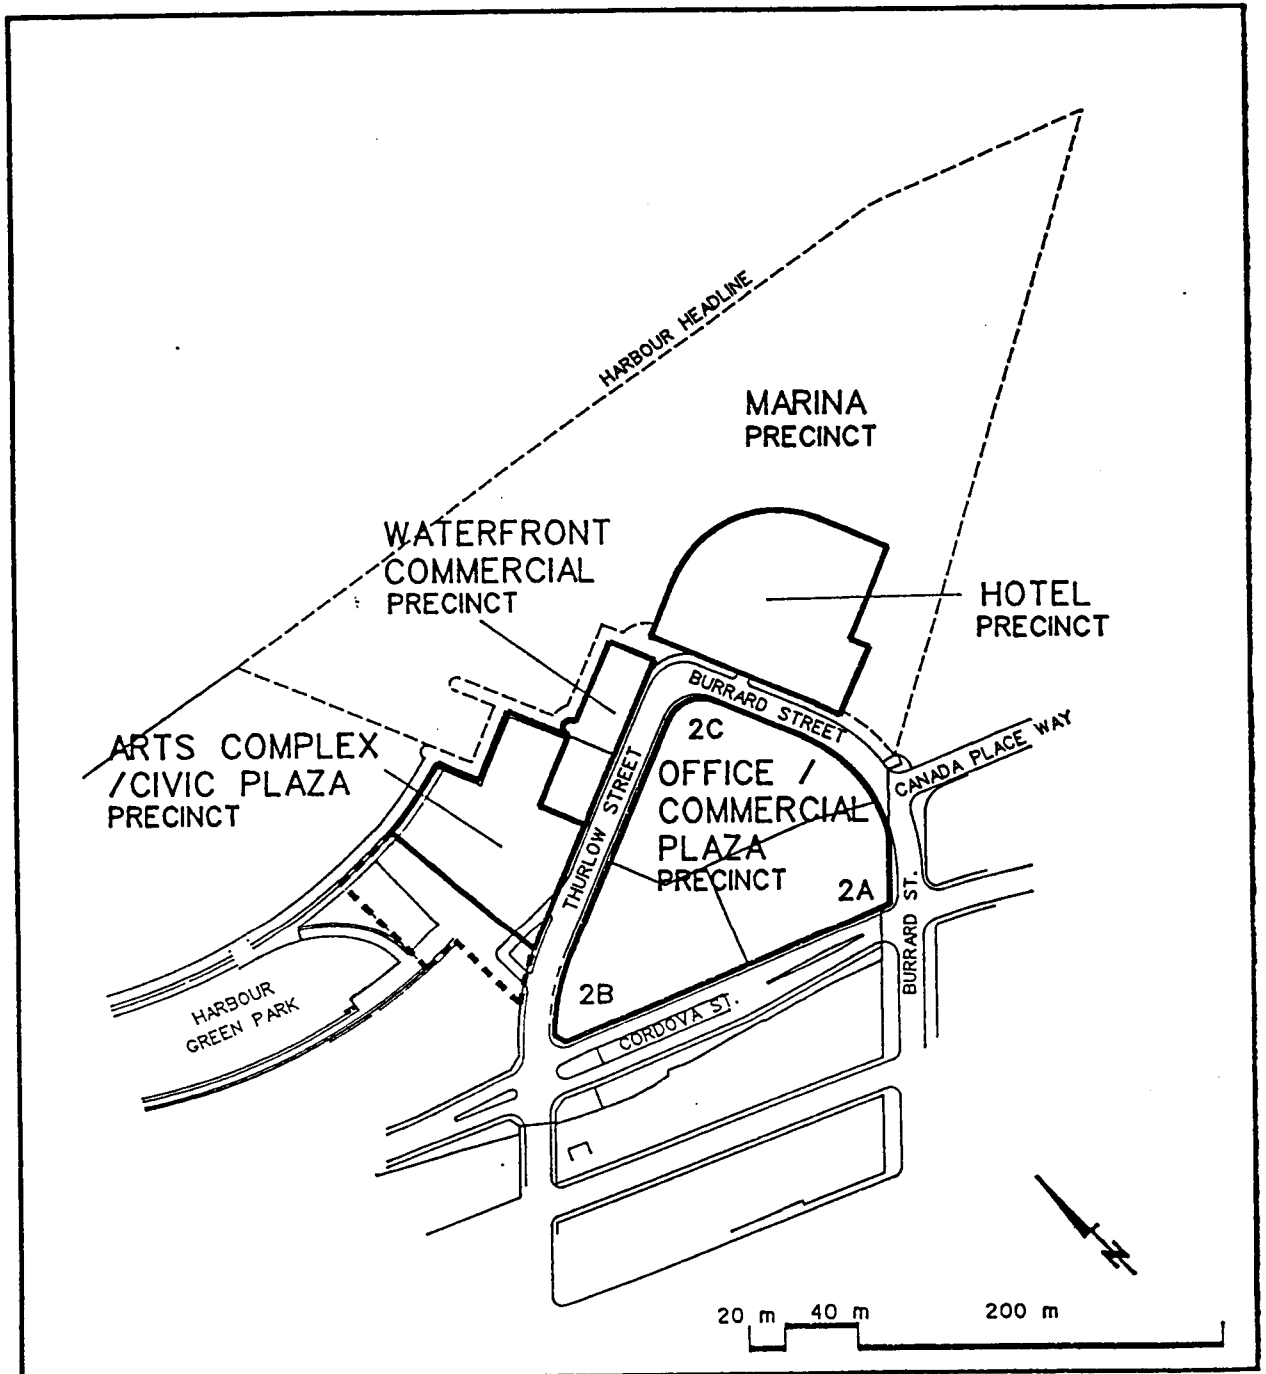 HARBOUR HEADLINE
MARINA
PRECINCT
WATERFRONT
COMMERCIAL
PRECINCT
HOTEL
PRECINCT
BURRARD STREET
CANADA PLACE WAY
ARTS COMPLEX
/CIVIC PLAZA
PRECINCT
2C
OFFICE /
COMMERCIAL
PLAZA
PRECINCT
THURLOW STREET
2A
BURRARD ST.
2B
CORDOVA ST.
HARBOUR
GREEN PARK
N
20 m 40 m 200 m